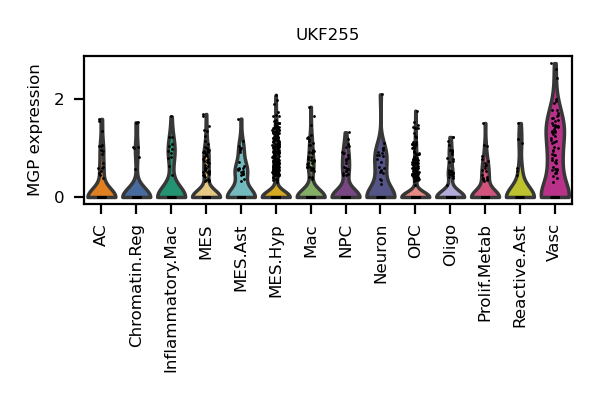 UKF255
MGP expression
2
0
AC
Chromatin.Reg
Inflammatory.Mac
MES
MES.Ast
MES.Hyp
Mac
NPC
Neuron
OPC
Oligo
Prolif.Metab
Reactive.Ast
Vasc